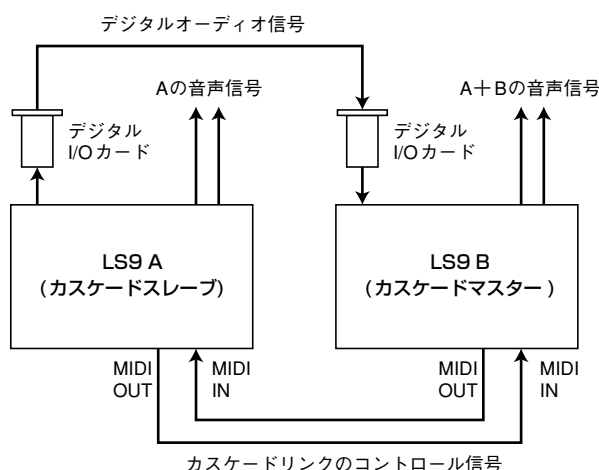 デジタルオーディオ信号
Aの音声信号
A＋Bの音声信号
デジタル
I/Oカード
デジタル
I/Oカード
LS9 A
(カスケードスレーブ)
LS9 B
(カスケードマスター)
MIDI
OUT
MIDI
IN
MIDI
OUT
MIDI
IN
カスケードリンクのコントロール信号